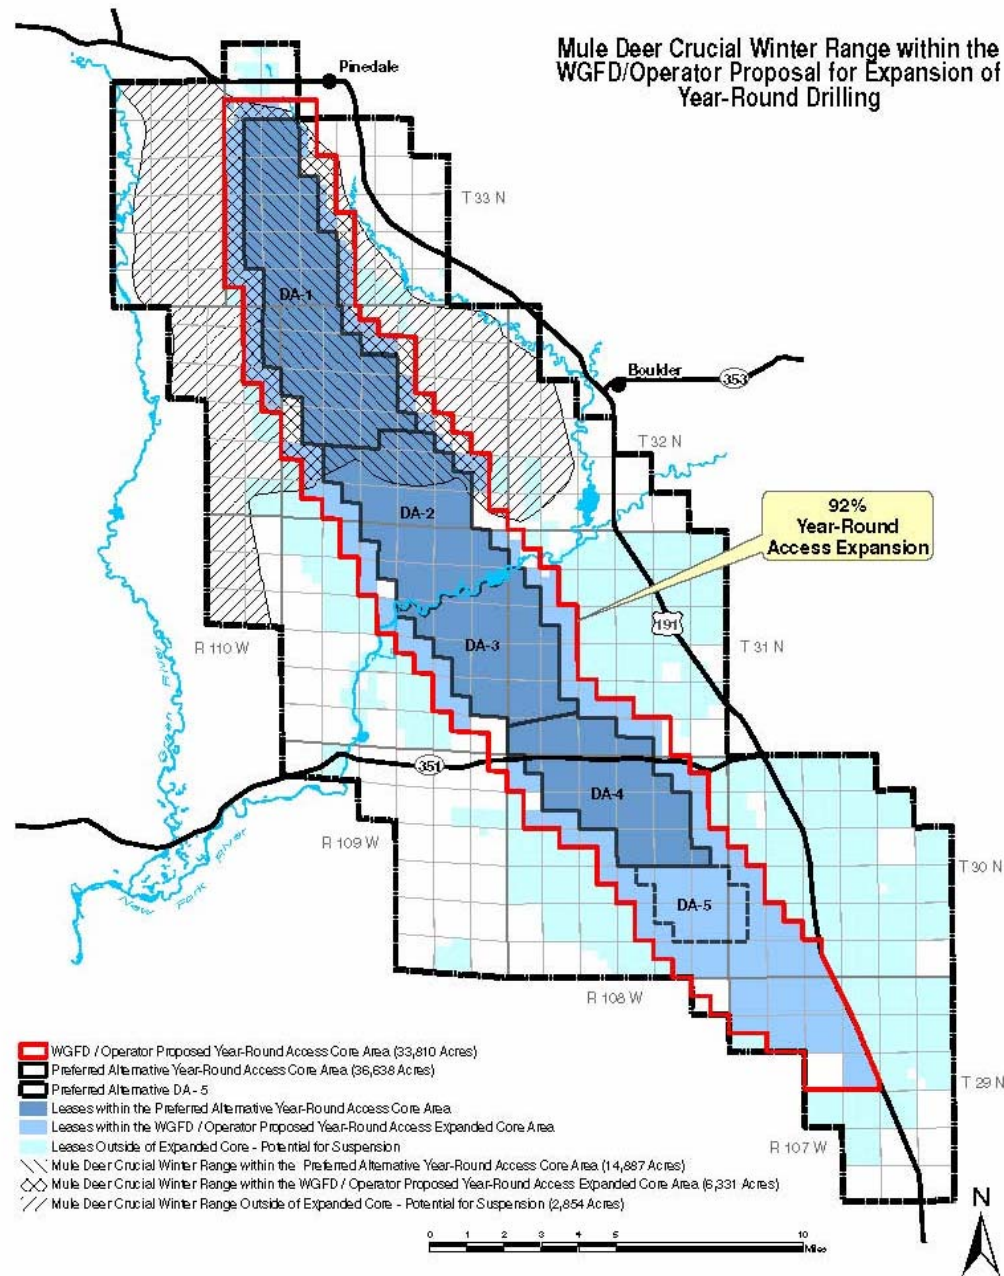 Mule Deer Crucial Winter Range within the
WGFD/Operator Proposal for Expansion of
Year-Round Drilling
Pinedale
T 33 N
DA-1
Boulder
353
T 32 N
92%
Year-Round
Access Expansion
DA-2
191
R 110 W
DA-3
T 31 N
Green River
351
DA-4
R 109 W
New Fork River
T 30 N
DA-5
R 108 W
T 29 N
R 107 W
WGFD / Operator Proposed Year-Round Access Core Area (33,810 Acres)
Preferred Alternative Year-Round Access Core Area (36,638 Acres)
Preferred Alternative DA - 5
Leases within the Preferred Alternative Year-Round Access Core Area
Leases within the WGFD / Operator Proposed Year-Round Access Expanded Core Area
Leases Outside of Expanded Core - Potential for Suspension
Mule Deer Crucial Winter Range within the Preferred Alternative Year-Round Access Core Area (14,887 Acres)
Mule Deer Crucial Winter Range within the WGFD / Operator Proposed Year-Round Access Expanded Core Area (6,331 Acres)
Mule Deer Crucial Winter Range Outside of Expanded Core - Potential for Suspension (2,854 Acres)
N
0 1 2 3 4 5 10
Miles